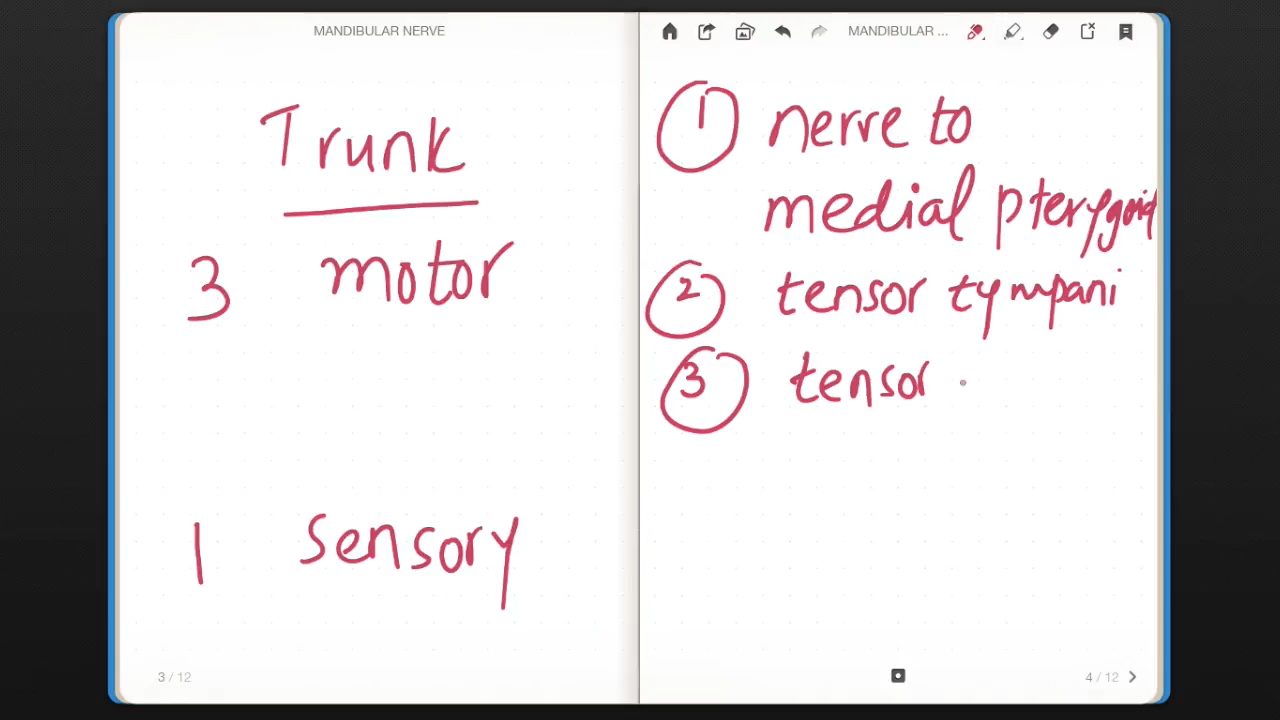 MANDIBULAR NERVE
Trunk
3 motor
1 sensory
3 / 12
MANDIBULAR ...
1 nerve to
medial pterygoid
2 tensor tympani
3 tensor
4 / 12